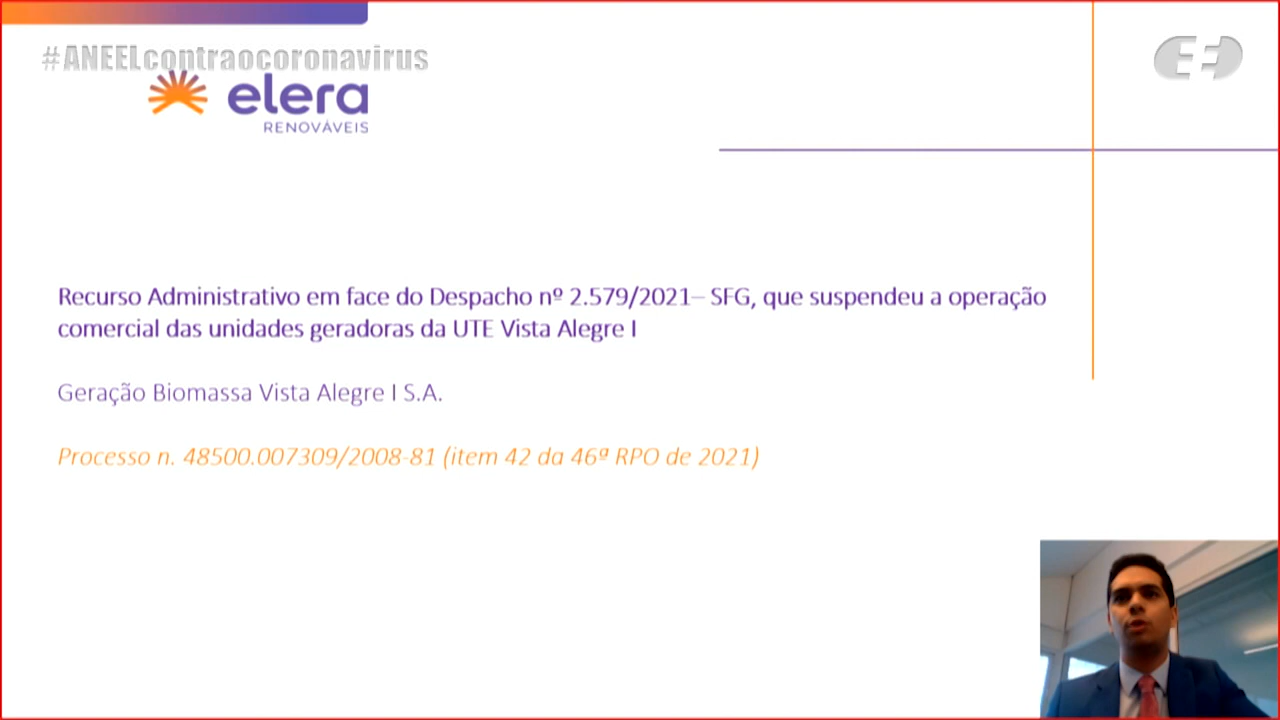 #ANEELcontraocoronavirus
elera
RENOVÁVEIS
Recurso Administrativo em face do Despacho nº 2.579/2021– SFG, que suspendeu a operação
comercial das unidades geradoras da UTE Vista Alegre I
Geração Biomassa Vista Alegre I S.A.
Processo n. 48500.007309/2008-81 (item 42 da 46ª RPO de 2021)